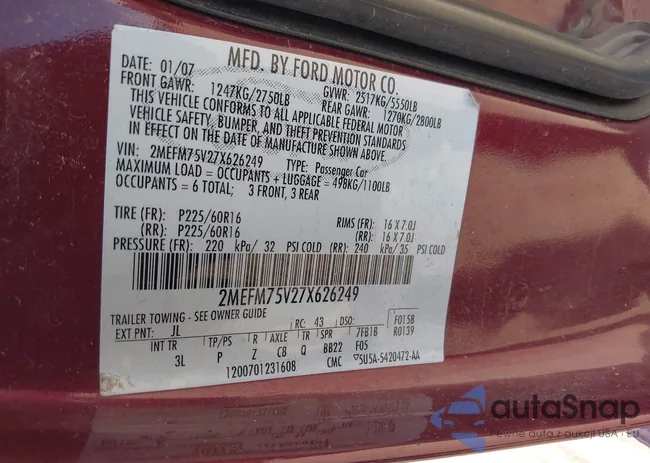 MFD. BY FORD MOTOR CO.
DATE: 01/07 GVWR: 2517KG/5550LB
FRONT GAWR: 1247KG/2750LB REAR GAWR: 1270KG/2800LB
THIS VEHICLE CONFORMS TO ALL APPLICABLE FEDERAL MOTOR
VEHICLE SAFETY, BUMPER, AND THEFT PREVENTION STANDARDS
IN EFFECT ON THE DATE OF MANUFACTURE SHOWN ABOVE.
VIN: 2MEFM75V27X626249 TYPE: Passenger Car
MAXIMUM LOAD = OCCUPANTS + LUGGAGE = 498KG/1100LB
OCCUPANTS = 6 TOTAL; 3 FRONT, 3 REAR
TIRE (FR): P225/60R16 RIMS (FR): 16 X 7.0J
(RR): P225/60R16 (RR): 16 X 7.0J
PRESSURE (FR): 220 kPa/ 32 PSI COLD (RR): 240 kPa/ 35 PSI COLD
2MEFM75V27X626249
TRAILER TOWING - SEE OWNER GUIDE F0158
EXT PNT: JL RC: 43 DSO: R0139
INT TR TP/PS R AXLE TR SPR 7FB18
3L P Z C8 Q BB22 F05
1200701231608 CMC 5U5A-5420472-AA
autaSnap
Pewne auta z aukcji USA i EU